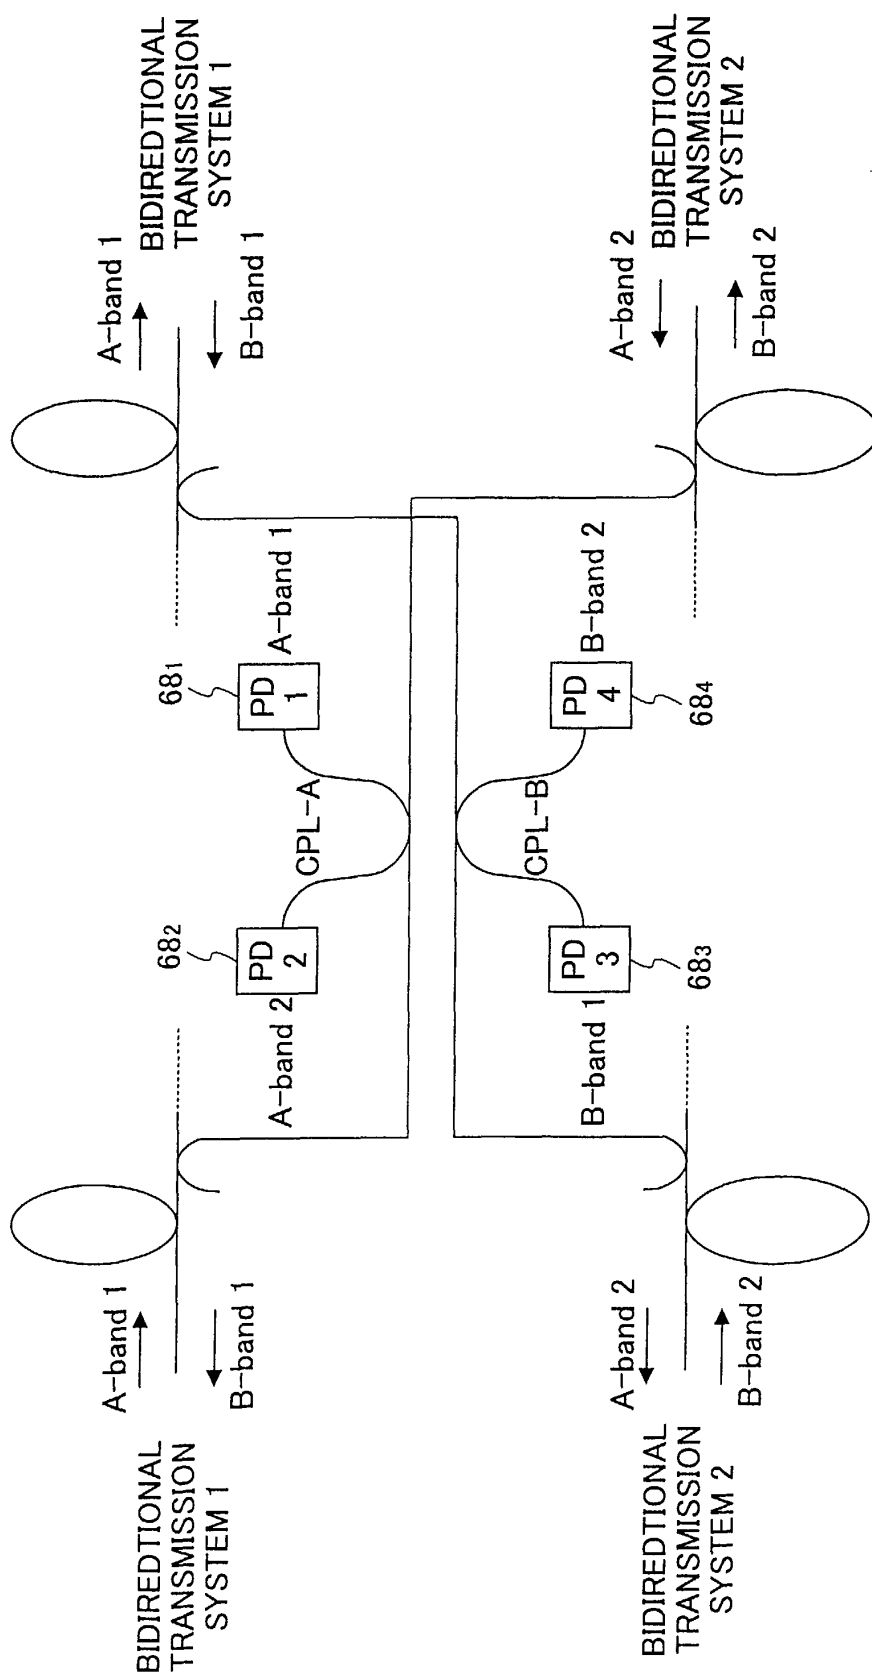 A-band 1
B-band 1
BIDIREDTIONAL
TRANSMISSION
SYSTEM 1
A-band 1
B-band 1
BIDIREDTIONAL
TRANSMISSION
SYSTEM 1
682
PD
2
A-band 2
CPL-A
681
PD
1
A-band 1
B-band 1
PD
3
683
CPL-B
B-band 2
PD
4
684
A-band 2
B-band 2
BIDIREDTIONAL
TRANSMISSION
SYSTEM 2
A-band 2
B-band 2
BIDIREDTIONAL
TRANSMISSION
SYSTEM 2